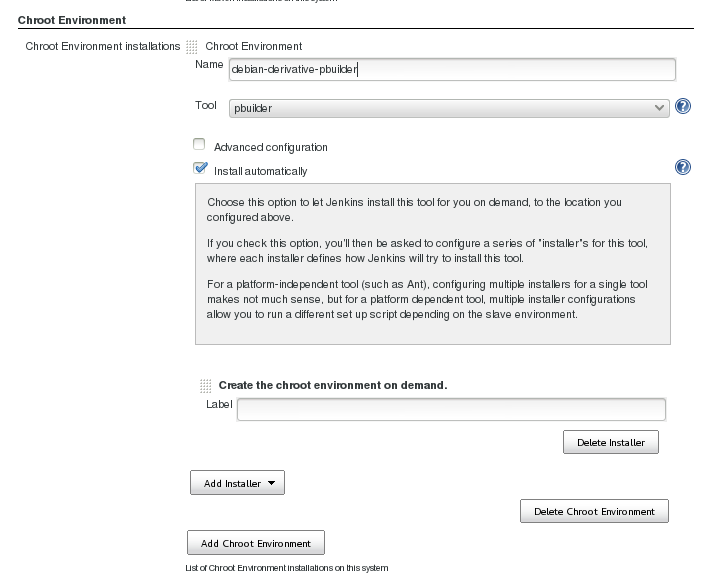 Chroot Environment
Chroot Environment installations
Chroot Environment
Name
debian-derivative-pbuilder
Tool
pbuilder
Advanced configuration
Install automatically
Choose this option to let Jenkins install this tool for you on demand, to the location you
configured above.
If you check this option, you'll then be asked to configure a series of "installer"s for this tool,
where each installer defines how Jenkins will try to install this tool.
For a platform-independent tool (such as Ant), configuring multiple installers for a single tool
makes not much sense, but for a platform dependent tool, multiple installer configurations
allow you to run a different set up script depending on the slave environment.
Create the chroot environment on demand.
Label
Delete Installer
Add Installer
Delete Chroot Environment
Add Chroot Environment
List of Chroot Environment installations on this system